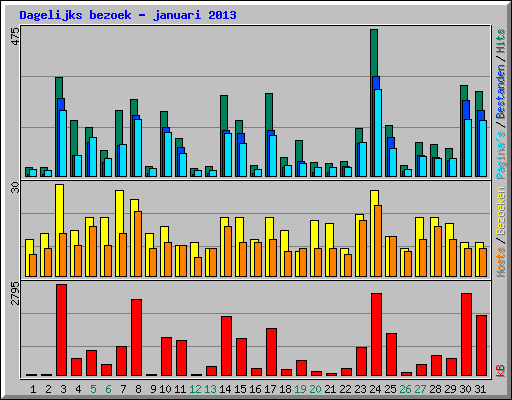 Dagelijks bezoek - januari 2013
475
30
2795
Hosts / Bezoeken Pagina's / Bestanden / Hits
kB
1 2 3 4 5 6 7 8 9 10 11 12 13 14 15 16 17 18 19 20 21 22 23 24 25 26 27 28 29 30 31